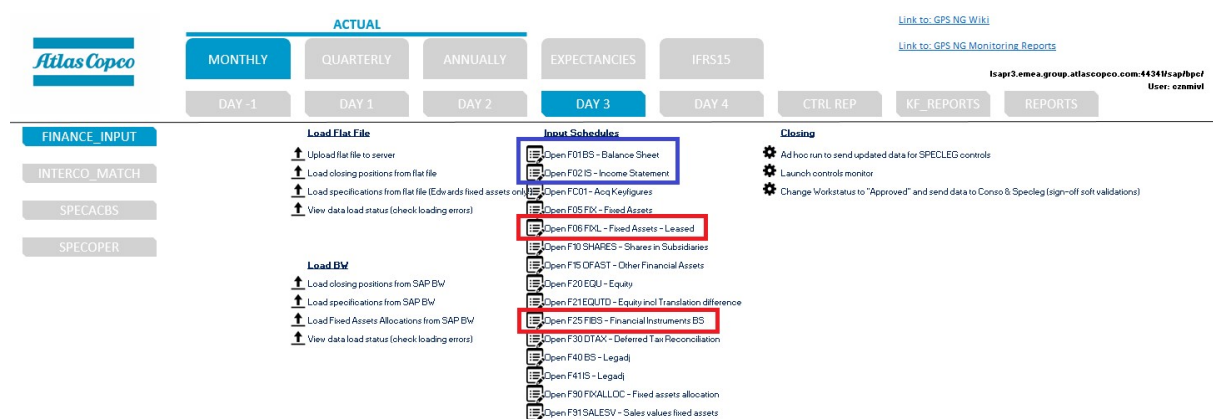 ACTUAL
Link to: GPS NG Wiki
Atlas Copco
MONTHLY QUARTERLY ANNUALLY EXPECTANCIES IFRS15
Link to: GPS NG Monitoring Reports
lsapr3.emea.group.atlascopco.com:44341/sap/bpc/
User: cznmivl
DAY -1 DAY 1 DAY 2 DAY 3 DAY 4 CTRL REP KF_REPORTS REPORTS
FINANCE_INPUT
INTERCO_MATCH
SPECACBS
SPECOPER
Load Flat File
Upload flat file to server
Load closing positions from flat file
Load specifications from flat file (Edwards fixed assets only)
View data load status (check loading errors)
Load BW
Load closing positions from SAP BW
Load specifications from SAP BW
Load Fixed Assets Allocations from SAP BW
View data load status (check loading errors)
Input Schedules
Open F01 BS - Balance Sheet
Open F02 IS - Income Statement
Open FC01 - Acq Keyfigures
Open F05 FIX - Fixed Assets
Open F06 FIXL - Fixed Assets - Leased
Open F10 SHARES - Shares in Subsidiaries
Open F15 OFAST - Other Financial Assets
Open F20 EQU - Equity
Open F21 EQUTD - Equity incl Translation difference
Open F25 FIBS - Financial Instruments BS
Open F30 DTAX - Deferred Tax Reconciliation
Open F40 BS - Legadj
Open F41 IS - Legadj
Open F90 FIXALLOC - Fixed assets allocation
Open F91 SALESV - Sales values fixed assets
Closing
Ad hoc run to send updated data for SPECLEG controls
Launch controls monitor
Change Workstatus to "Approved" and send data to Conso & Specleg (sign-off soft validations)